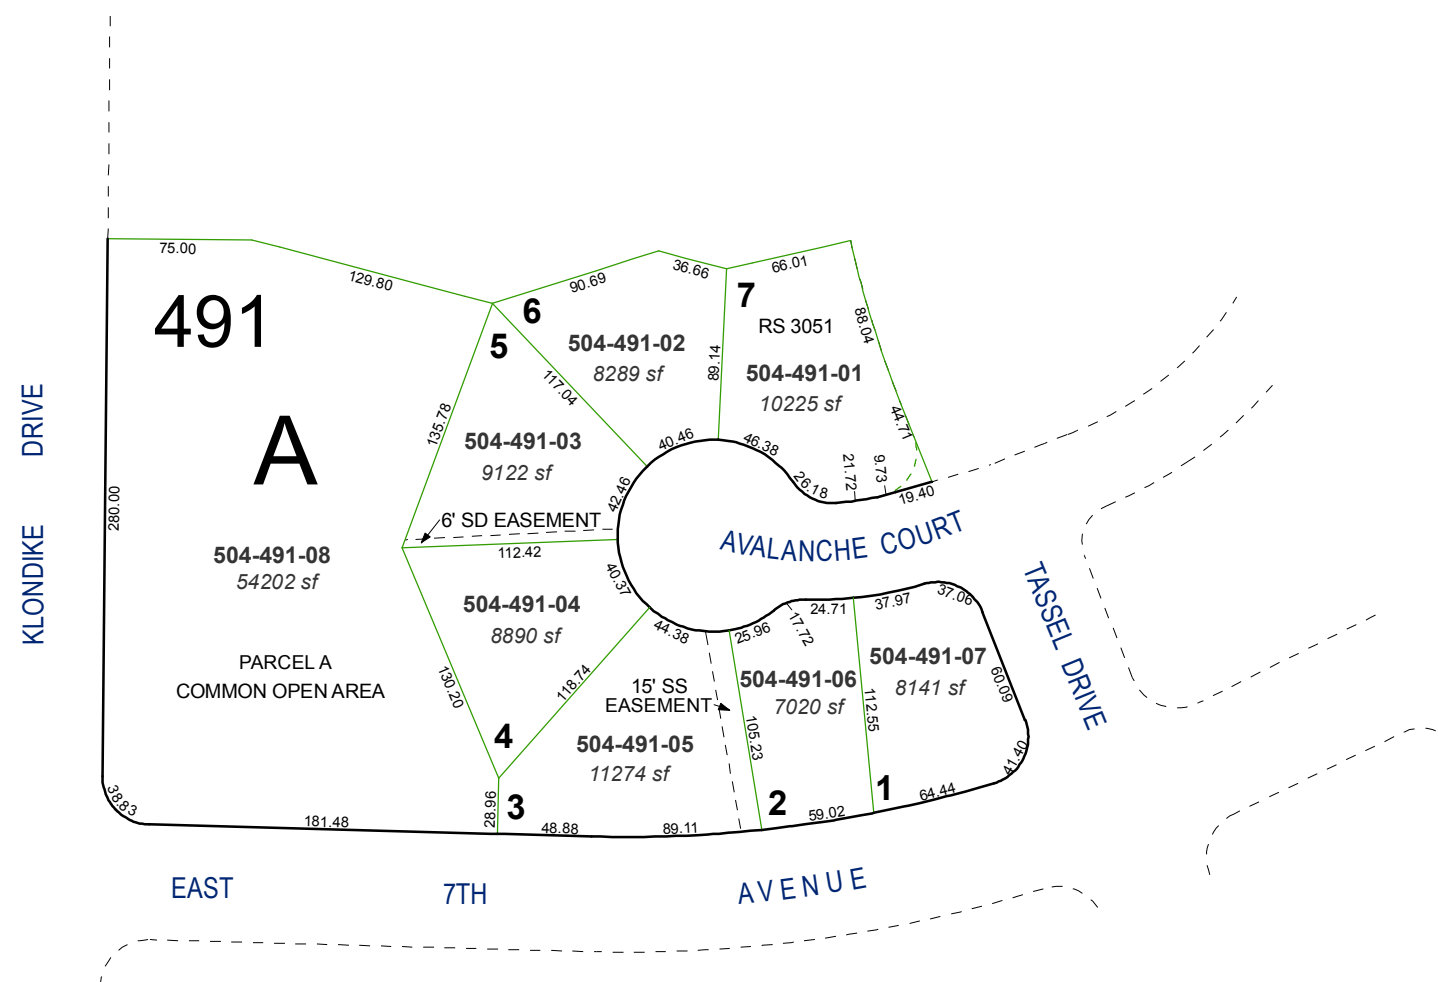 75.00
129.80
90.69
36.66
66.01
491
6
5
7
RS 3051
504-491-02
8289 sf
504-491-01
10225 sf
88.04
44.71
89.14
117.04
135.78
504-491-03
9122 sf
40.46
46.38
26.18
21.72
9.73
19.40
42.46
6' SD EASEMENT
112.42
A
504-491-08
54202 sf
280.00
KLONDIKE DRIVE
PARCEL A
COMMON OPEN AREA
AVALANCHE COURT
TASSEL DRIVE
504-491-04
8890 sf
40.37
44.38
25.96
17.72
24.71
37.97
37.06
130.20
118.74
4
15' SS
EASEMENT
504-491-05
11274 sf
105.23
504-491-06
7020 sf
112.55
504-491-07
8141 sf
60.09
41.40
64.44
1
2
59.02
3
28.96
48.88
89.11
181.48
38.83
EAST 7TH AVENUE